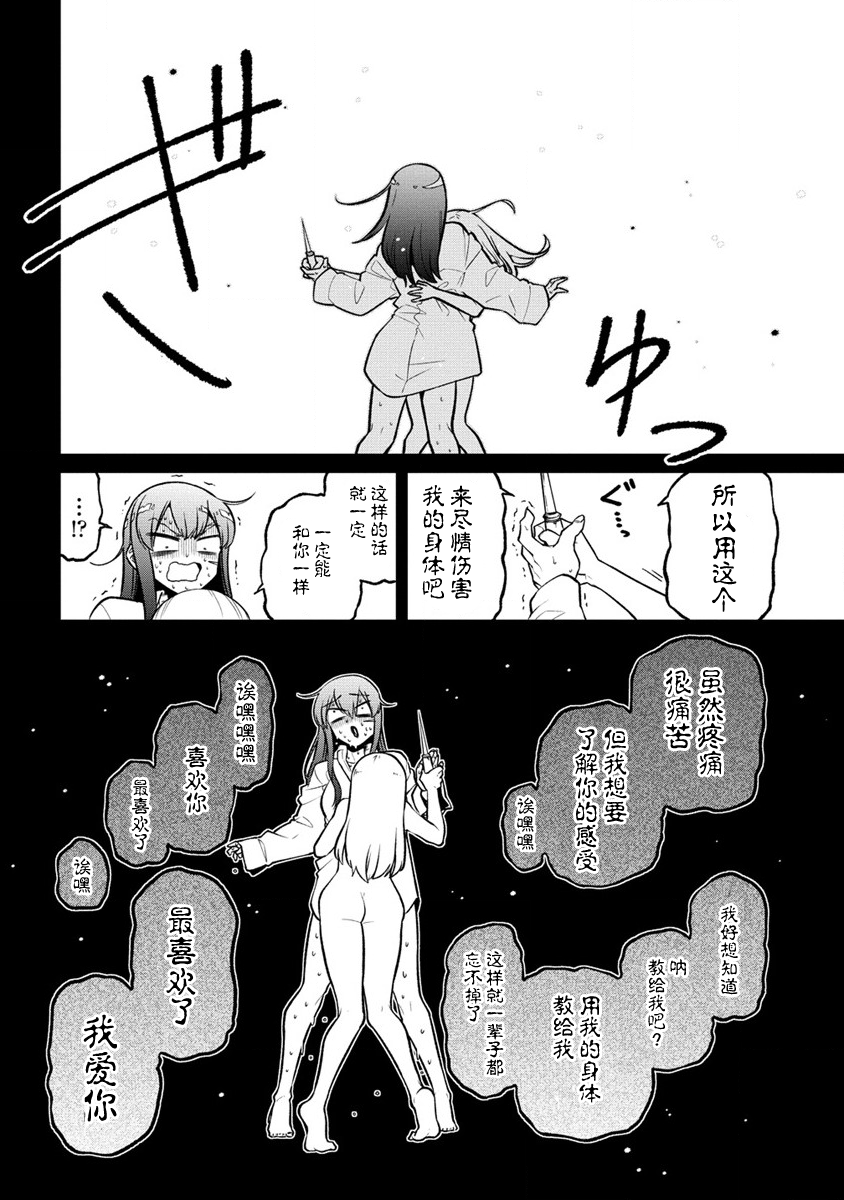 ギュッ
所以用这个
ぐ…
来尽情伤害
我的身体吧
这样的话
就一定
一定能
和你一样
…!?
虽然疼痛
很痛苦
但我想要
了解你的感受
诶嘿嘿
我好想知道
呐
教给我吧？
用我的身体
教给我
这样就一辈子都
忘不掉了
诶嘿嘿嘿
喜欢你
最喜欢了
诶嘿
最喜欢了
我爱你